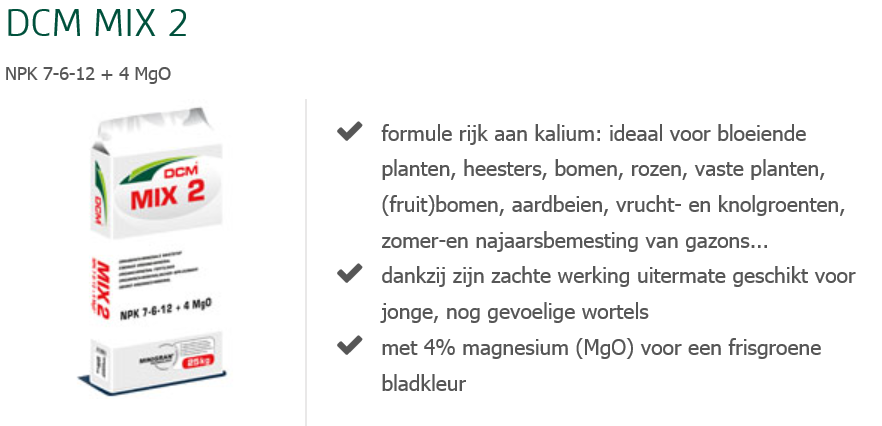 DCM MIX 2
NPK 7-6-12 + 4 MgO
DCM
MIX 2
DCM
MIX 2
NPK 7-6-12 + 4 MgO
MINIGRAN
25kg
formule rijk aan kalium: ideaal voor bloeiende
planten, heesters, bomen, rozen, vaste planten,
(fruit)bomen, aardbeien, vrucht- en knolgroenten,
zomer-en najaarsbemesting van gazons...
dankzij zijn zachte werking uitermate geschikt voor
jonge, nog gevoelige wortels
met 4% magnesium (MgO) voor een frisgroene
bladkleur